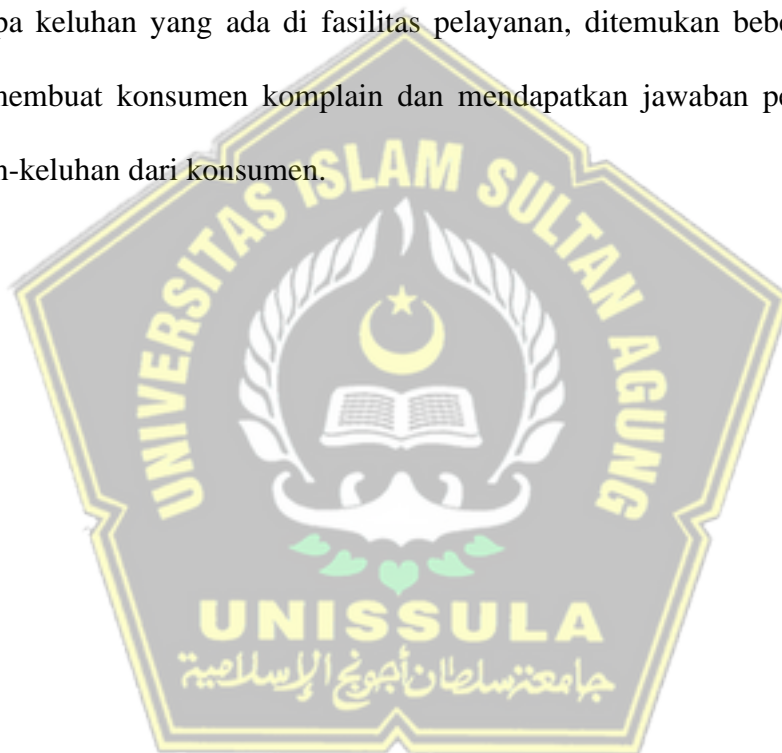 pa keluhan yang ada di fasilitas pelayanan, ditemukan beb
membuat konsumen komplain dan mendapatkan jawaban p
n-keluhan dari konsumen.
UNIVERSITAS ISLAM SULTAN AGUNG
UNISSULA
جامعة سلطان أجونج الإسلامية